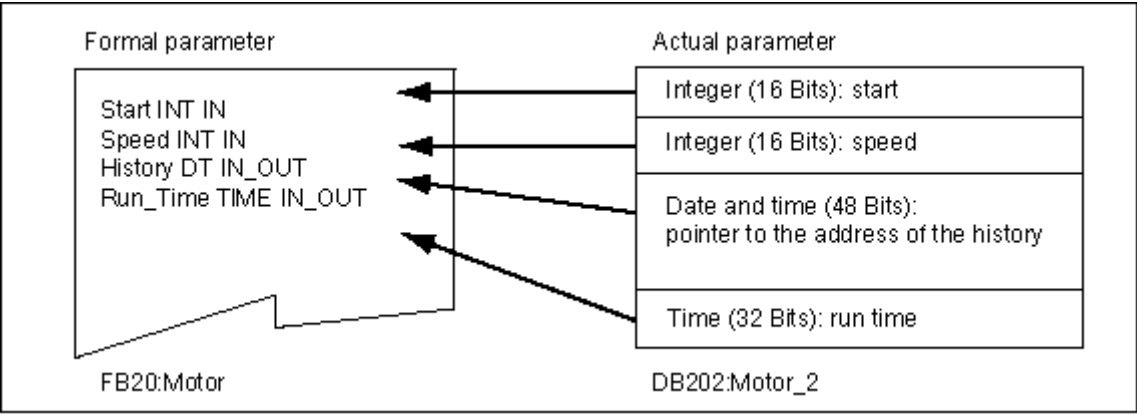 Formal parameter
Start INT IN
Speed INT IN
History DT IN_OUT
Run_Time TIME IN_OUT
FB20:Motor
Actual parameter
Integer (16 Bits): start
Integer (16 Bits): speed
Date and time (48 Bits):
pointer to the address of the history
Time (32 Bits): run time
DB202:Motor_2